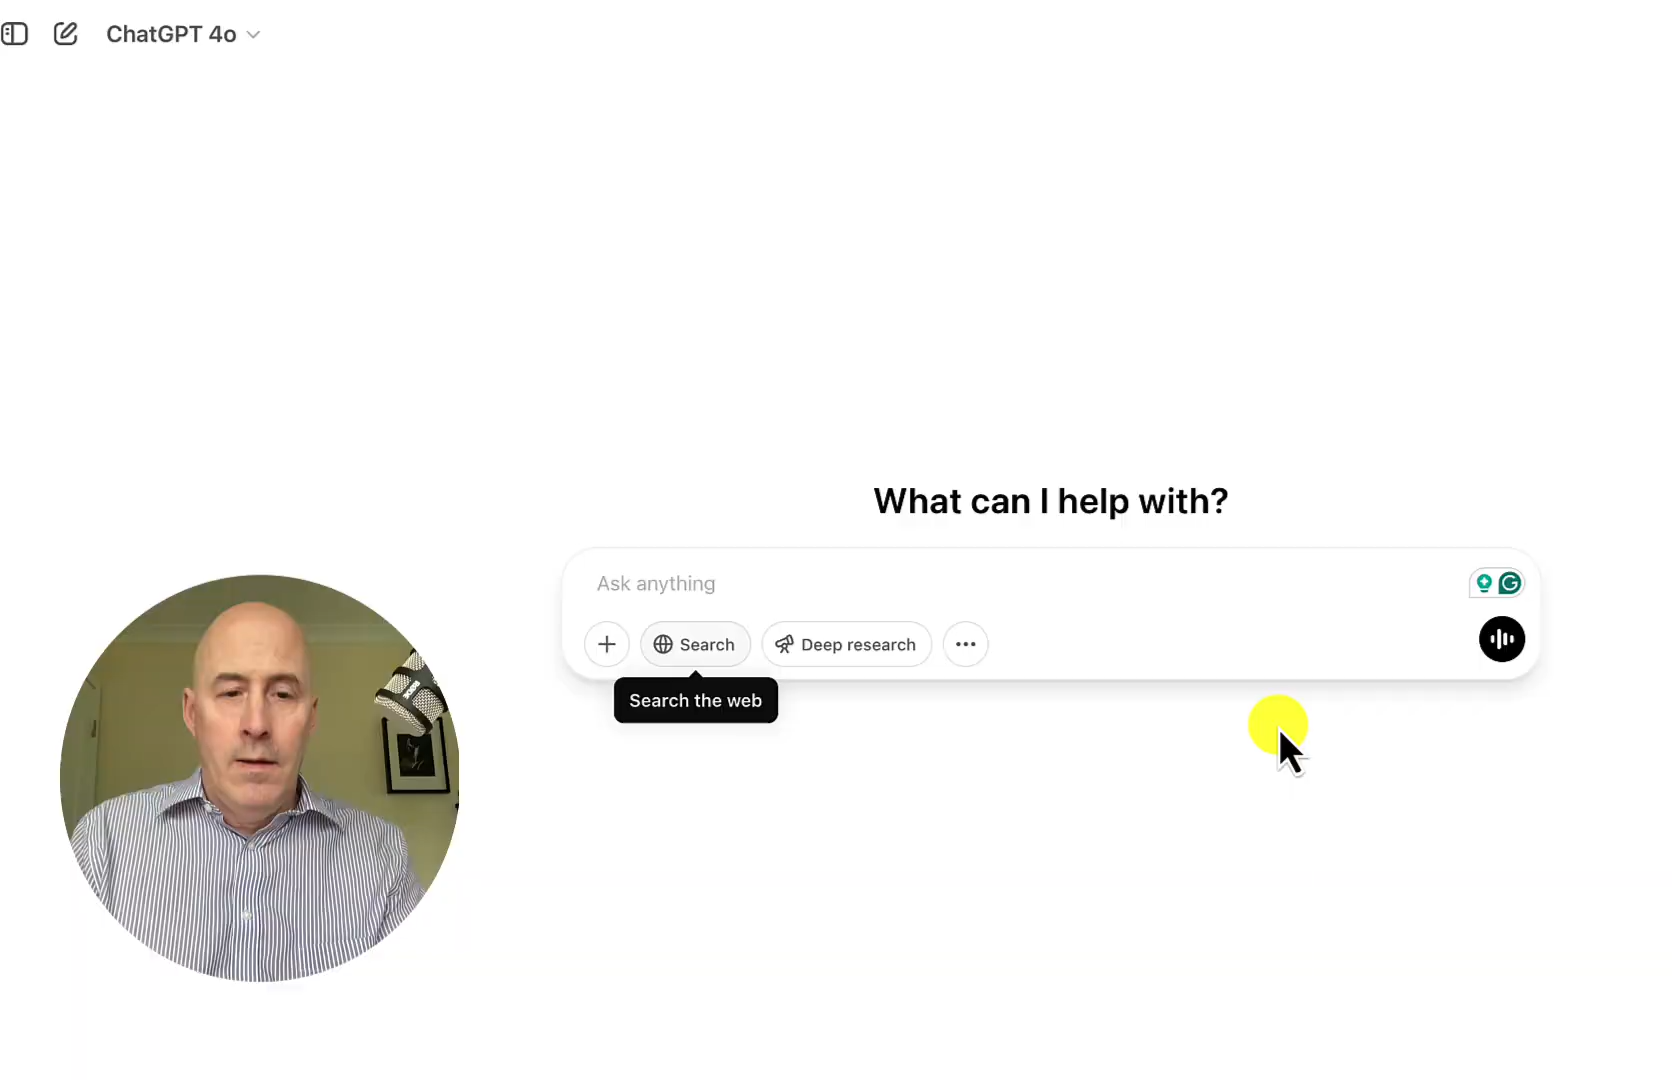 ChatGPT 4o
What can I help with?
Ask anything
Search
Deep research
Search the web